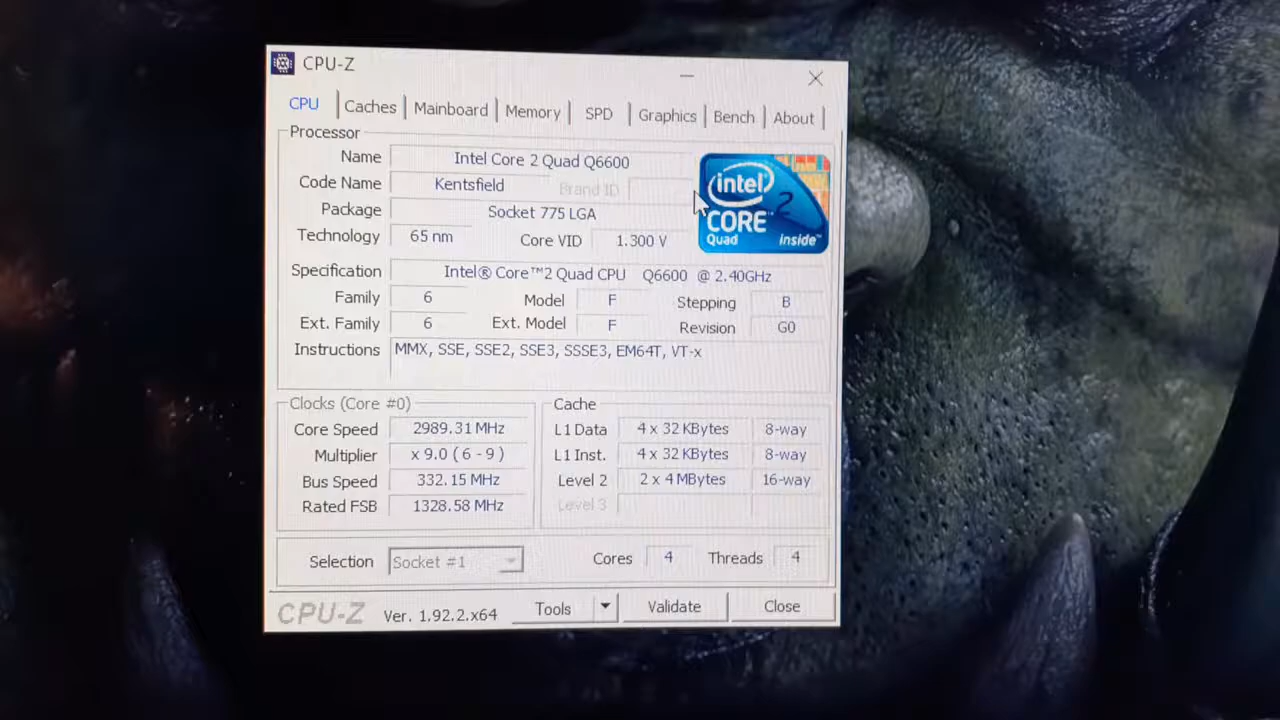 CPU-Z
CPU Caches Mainboard Memory SPD Graphics Bench About
Processor
Name Intel Core 2 Quad Q6600
Code Name Kentsfield Brand ID
Package Socket 775 LGA
Technology 65 nm Core VID 1.300 V
intel
CORE 2
Quad inside™
Specification Intel® Core™2 Quad CPU Q6600 @ 2.40GHz
Family 6 Model F Stepping B
Ext. Family 6 Ext. Model F Revision G0
Instructions MMX, SSE, SSE2, SSE3, SSSE3, EM64T, VT-x
Clocks (Core #0)
Core Speed 2989.31 MHz
Multiplier x 9.0 ( 6 - 9 )
Bus Speed 332.15 MHz
Rated FSB 1328.58 MHz
Cache
L1 Data 4 x 32 KBytes 8-way
L1 Inst. 4 x 32 KBytes 8-way
Level 2 2 x 4 MBytes 16-way
Level 3
Selection Socket #1 Cores 4 Threads 4
CPU-Z Ver. 1.92.2.x64 Tools Validate Close